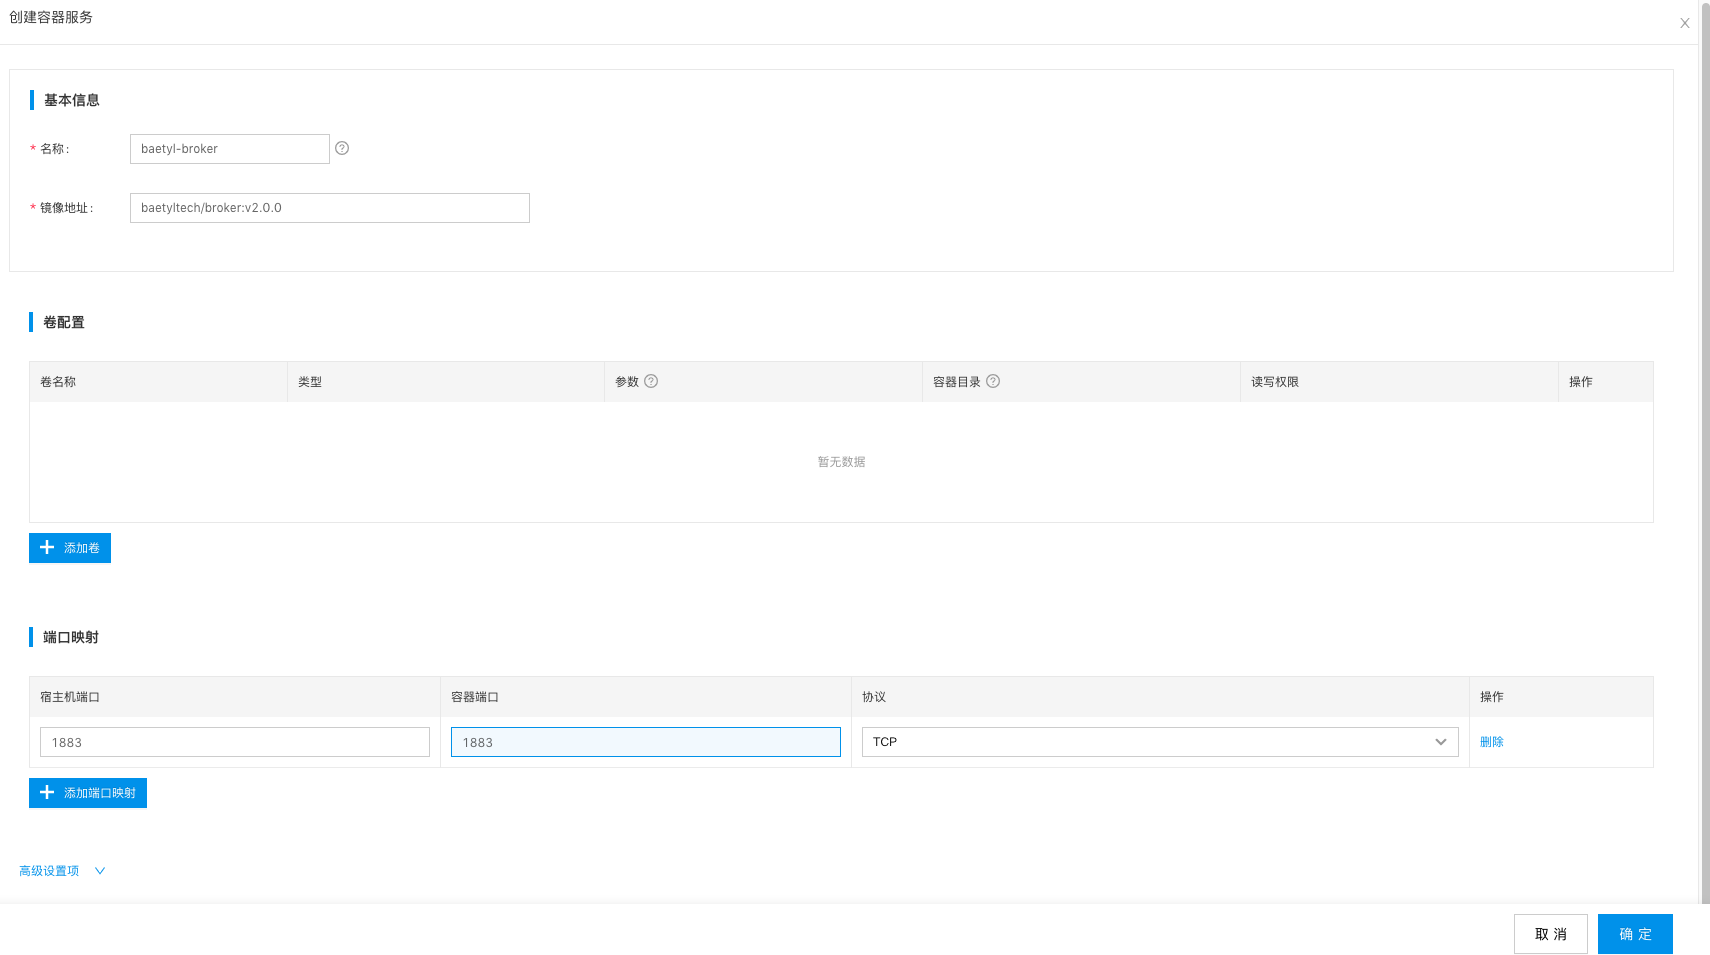 创建容器服务
基本信息
* 名称:
baetyl-broker
* 镜像地址:
baetyltech/broker:v2.0.0
卷配置
卷名称 类型 参数 容器目录 读写权限 操作
暂无数据
添加卷
端口映射
宿主机端口 容器端口 协议 操作
1883 1883 TCP 删除
添加端口映射
高级设置项
取消 确定